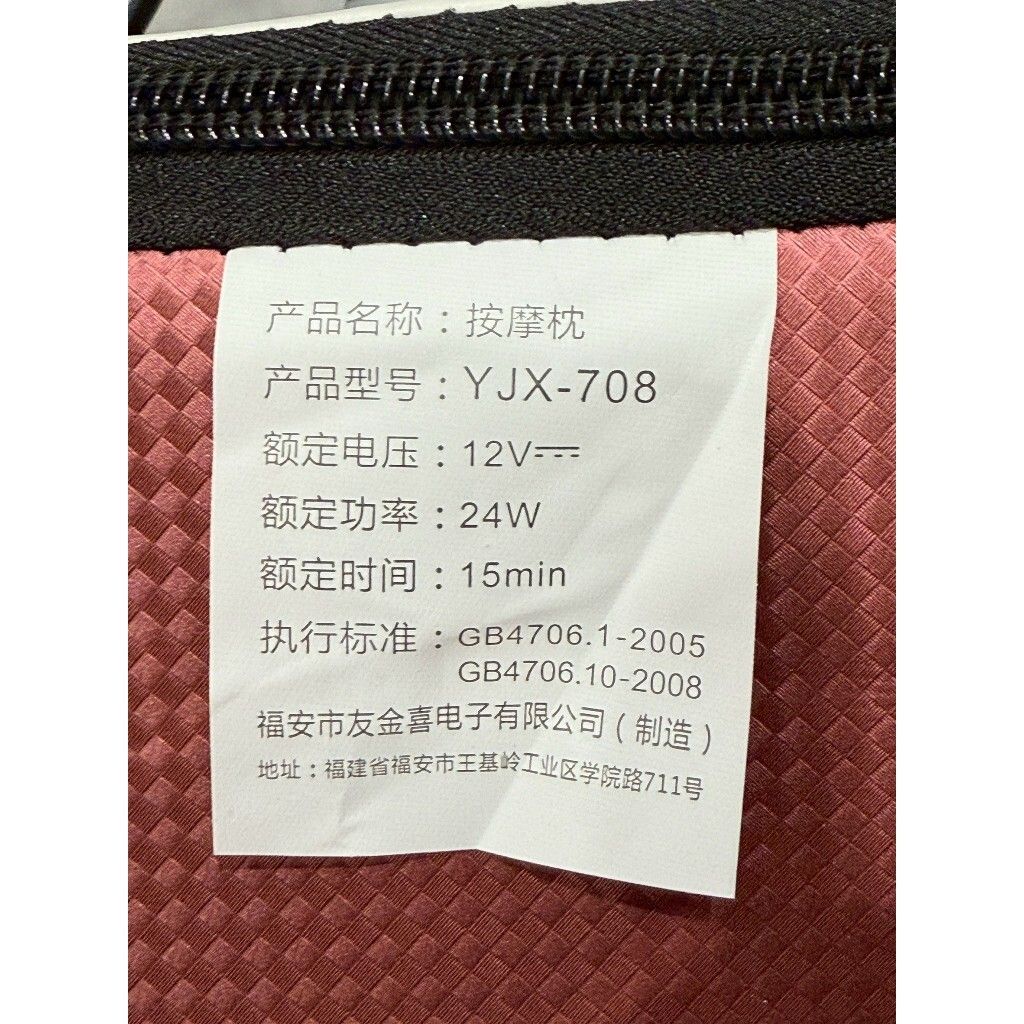 产品名称：按摩枕
产品型号：YJX-708
额定电压：12V⎓
额定功率：24W
额定时间：15min
执行标准：GB4706.1-2005
GB4706.10-2008
福安市友金喜电子有限公司（制造）
地址：福建省福安市王基岭工业区学院路711号